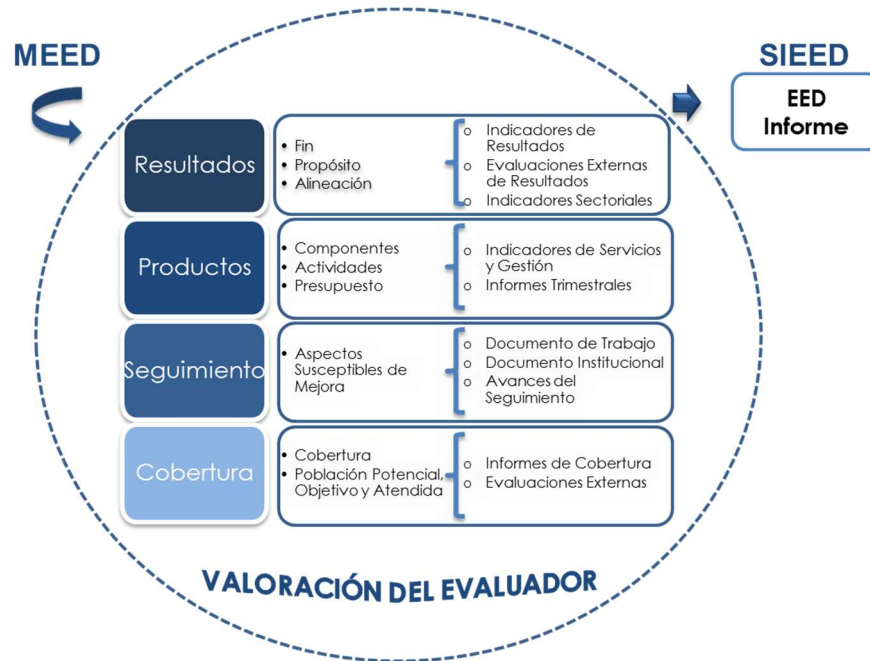 MEED
SIEED
EED
Informe
Resultados
• Fin
• Propósito
• Alineación
o Indicadores de
Resultados
o Evaluaciones Externas
de Resultados
o Indicadores Sectoriales
Productos
• Componentes
• Actividades
• Presupuesto
o Indicadores de Servicios
y Gestión
o Informes Trimestrales
Seguimiento
• Aspectos
Susceptibles de
Mejora
o Documento de Trabajo
o Documento Institucional
o Avances del
Seguimiento
Cobertura
• Cobertura
• Población Potencial,
Objetivo y Atendida
o Informes de Cobertura
o Evaluaciones Externas
VALORACIÓN DEL EVALUADOR